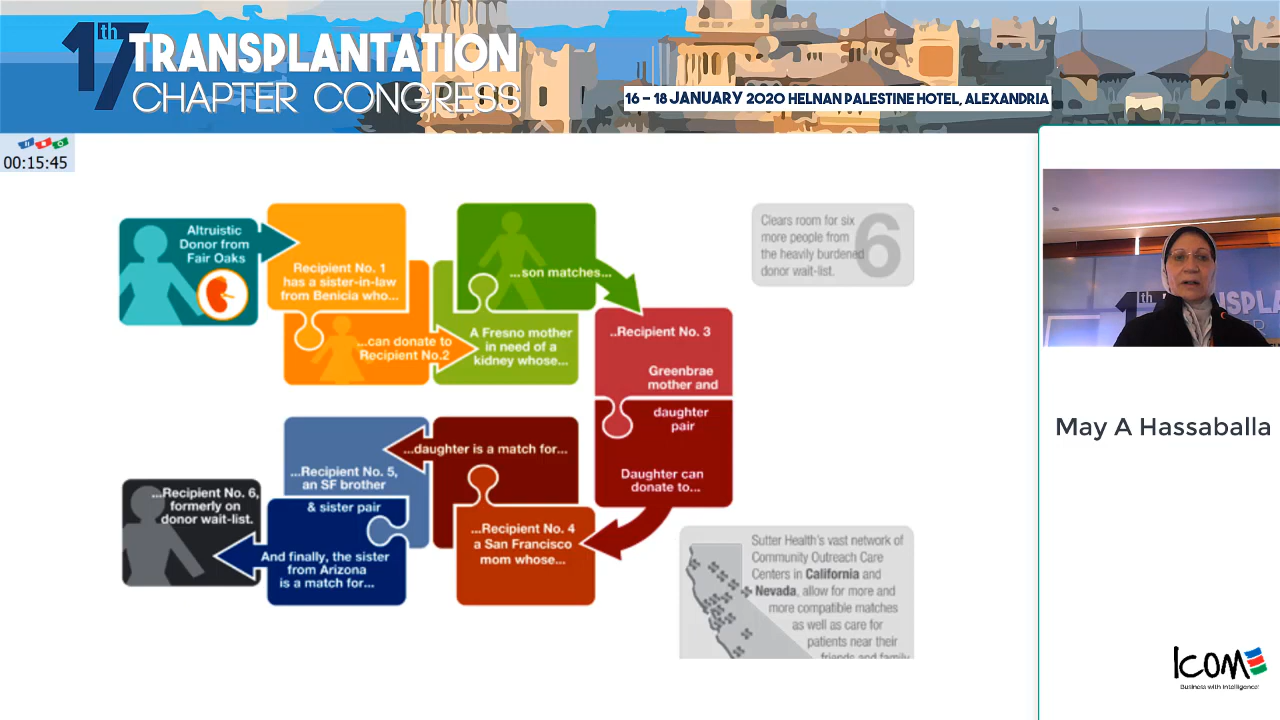 17th TRANSPLANTATION
CHAPTER CONGRESS
16 – 18 JANUARY 2020 HELNAN PALESTINE HOTEL, ALEXANDRIA
00:15:45
Altruistic
Donor from
Fair Oaks
Recipient No. 1
has a sister-in-law
from Benicia who...
...can donate to
Recipient No.2
A Fresno mother
in need of a
kidney whose...
...son matches...
..Recipient No. 3
Greenbrae
mother and
daughter
pair
Daughter can
donate to...
...Recipient No. 4
a San Francisco
mom whose...
...daughter is a match for...
...Recipient No. 5,
an SF brother
& sister pair
And finally, the sister
from Arizona
is a match for...
...Recipient No. 6,
formerly on
donor wait-list.
Clears room for six
more people from
the heavily burdened
donor wait-list.
6
Sutter Health's vast network of
Community Outreach Care
Centers in California and
Nevada, allow for more and
more compatible matches
as well as care for
patients near their
friends and family
May A Hassaballa
ICOM
Business with Intelligence